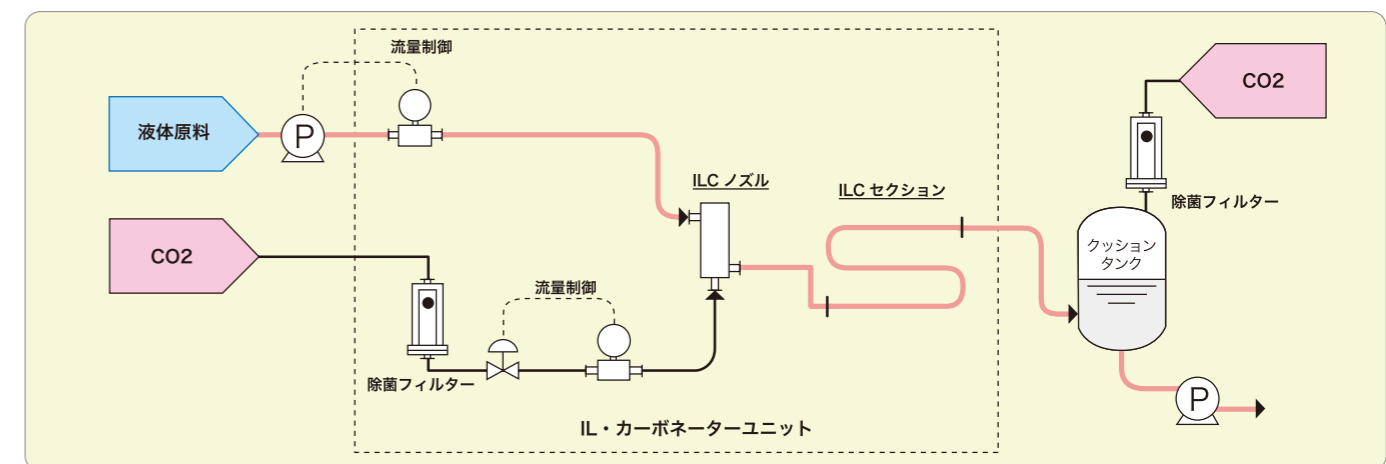 流量制御
液体原料
P
CO2
ILC ノズル
ILC セクション
除菌フィルター
クッション
タンク
CO2
流量制御
除菌フィルター
P
IL・カーボネーターユニット